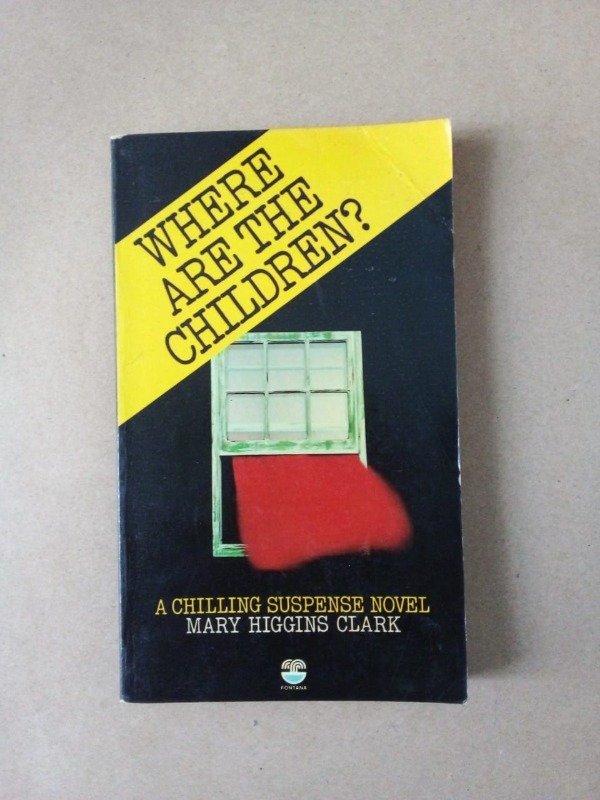 WHERE
ARE THE
CHILDREN?
A CHILLING SUSPENSE NOVEL
MARY HIGGINS CLARK
FONTANA